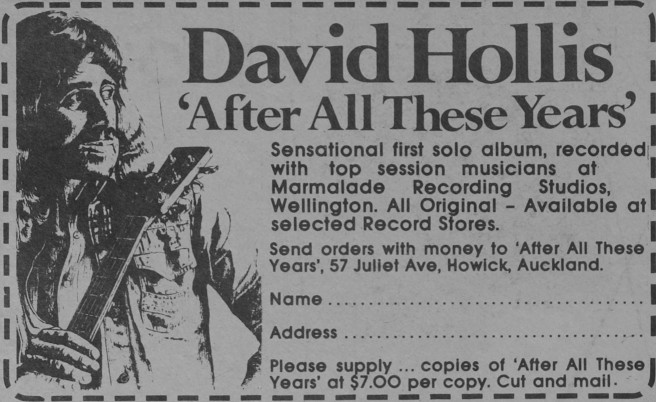 David Hollis
‘After All These Years’
Sensational first solo album, recorded
with top session musicians at
Marmalade Recording Studios,
Wellington. All Original – Available at
selected Record Stores.
Send orders with money to ‘After All These
Years’, 57 Juliet Ave, Howick, Auckland.
Name ........................................
Address ........................................
Please supply ... copies of ‘After All These
Years’ at $7.00 per copy. Cut and mail.